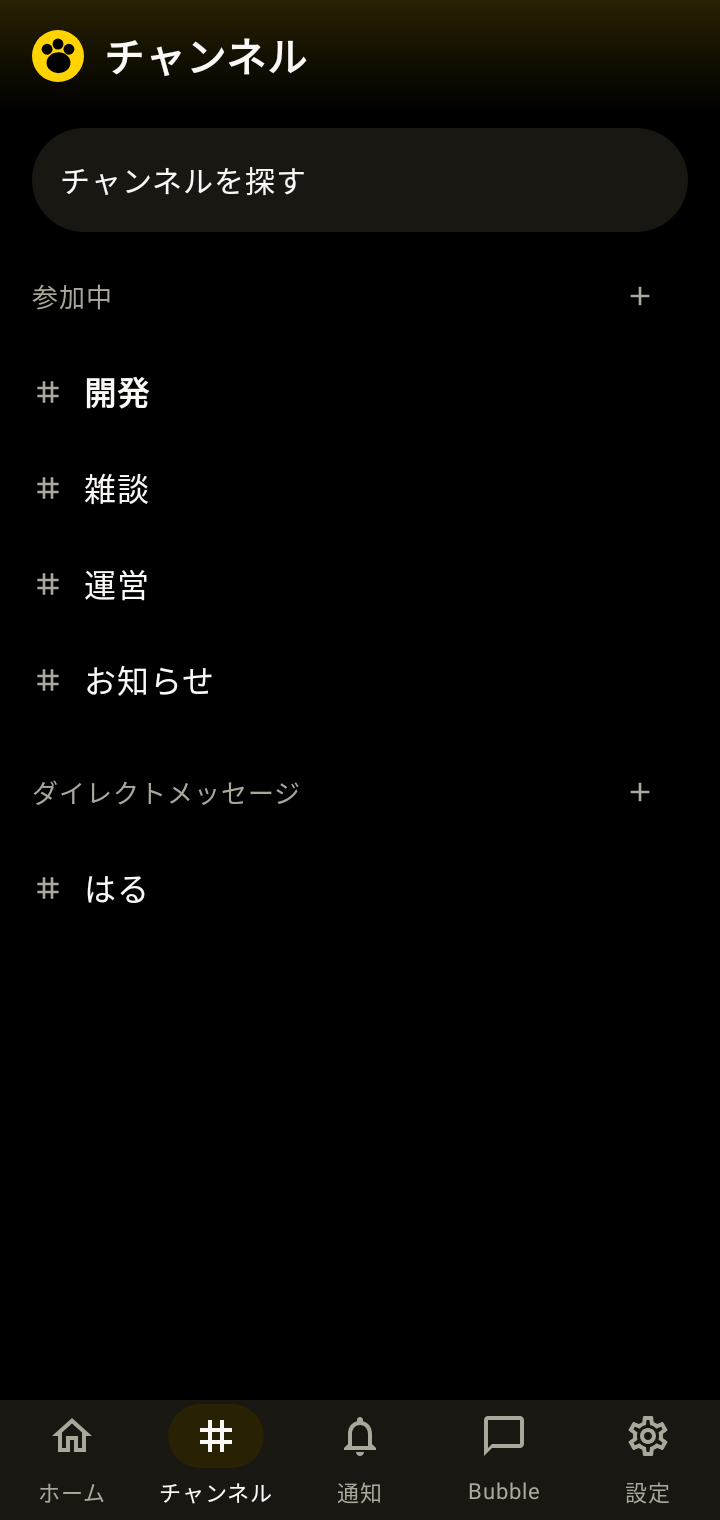 チャンネル
チャンネルを探す
参加中
開発
雑談
運営
お知らせ
ダイレクトメッセージ
はる
ホーム
チャンネル
通知
Bubble
設定